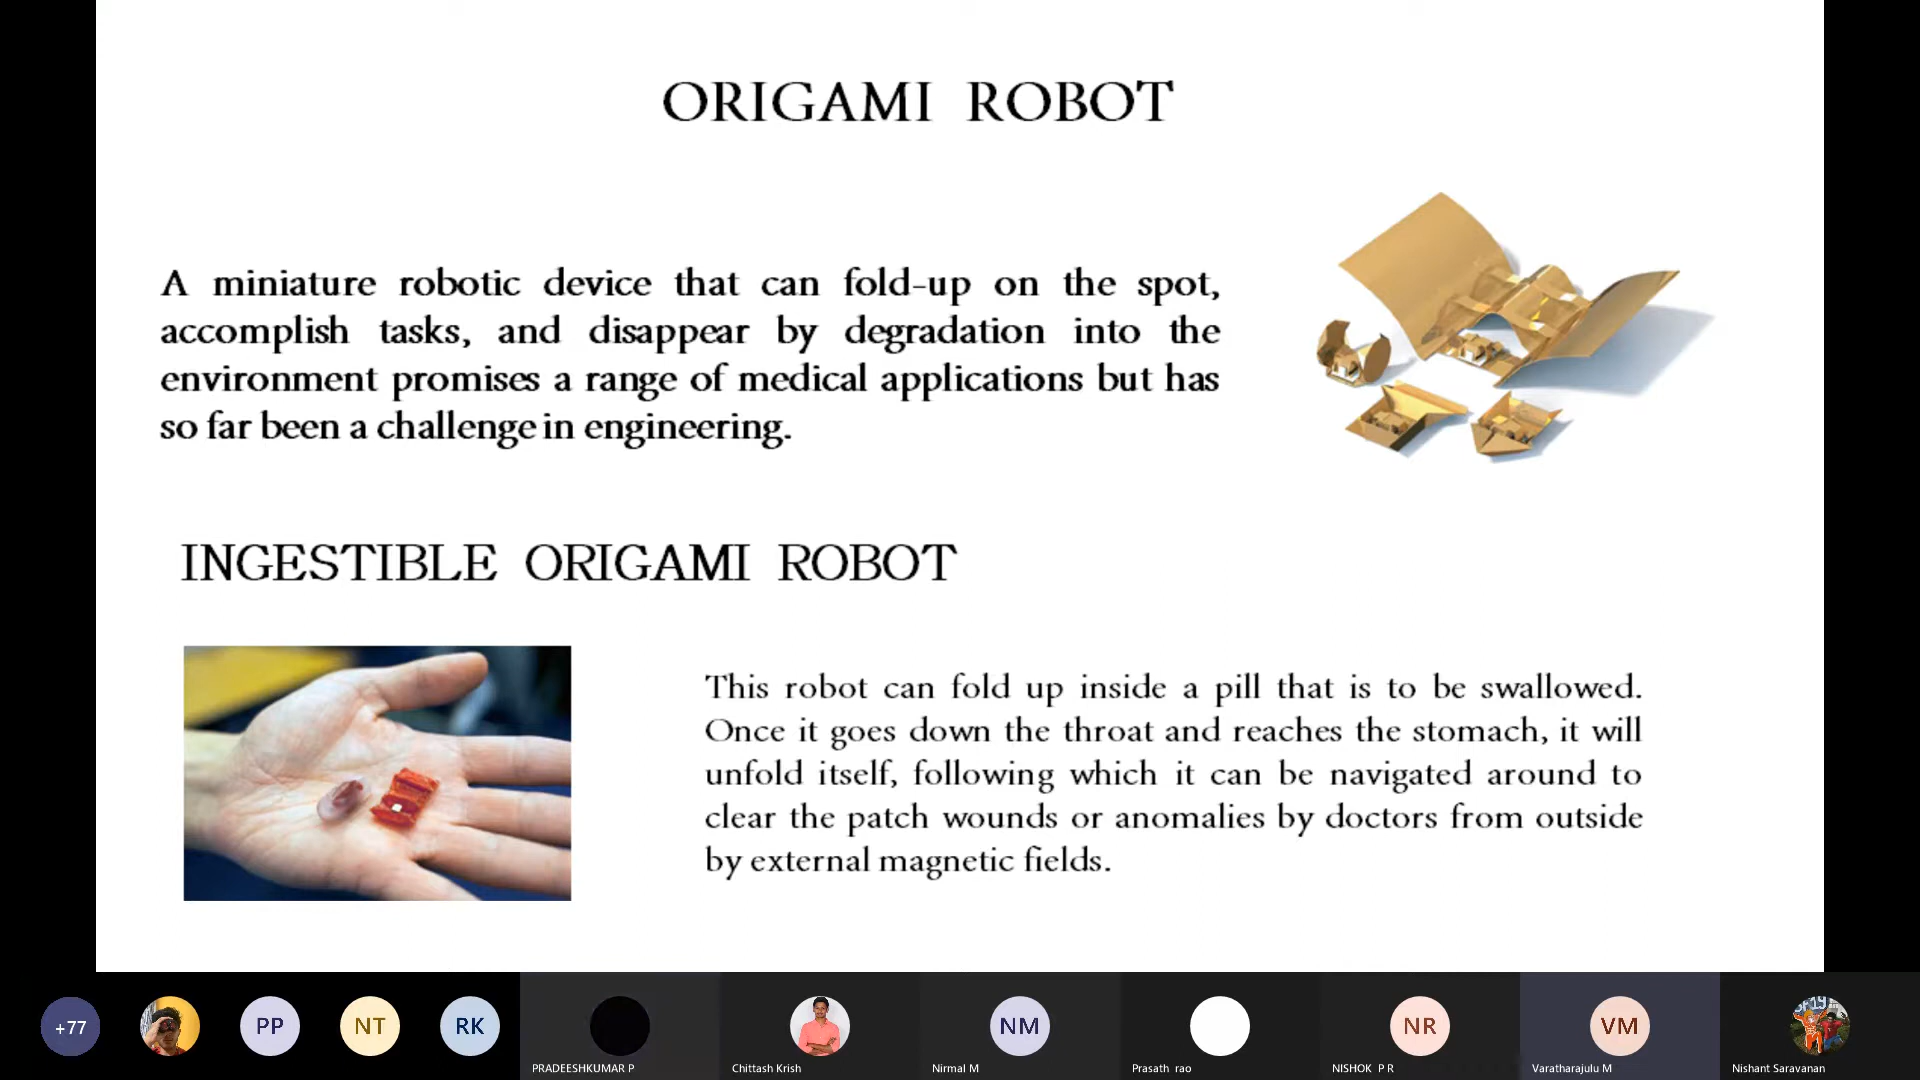 ORIGAMI ROBOT
A miniature robotic device that can fold-up on the spot,
accomplish tasks, and disappear by degradation into the
environment promises a range of medical applications but has
so far been a challenge in engineering.
INGESTIBLE ORIGAMI ROBOT
This robot can fold up inside a pill that is to be swallowed.
Once it goes down the throat and reaches the stomach, it will
unfold itself, following which it can be navigated around to
clear the patch wounds or anomalies by doctors from outside
by external magnetic fields.
+77
PP
NT
RK
NM
NR
VM
PRADEESHKUMAR P
Chittash Krish
Nirmal M
Prasath rao
NISHOK P R
Varatharajulu M
Nishant Saravanan